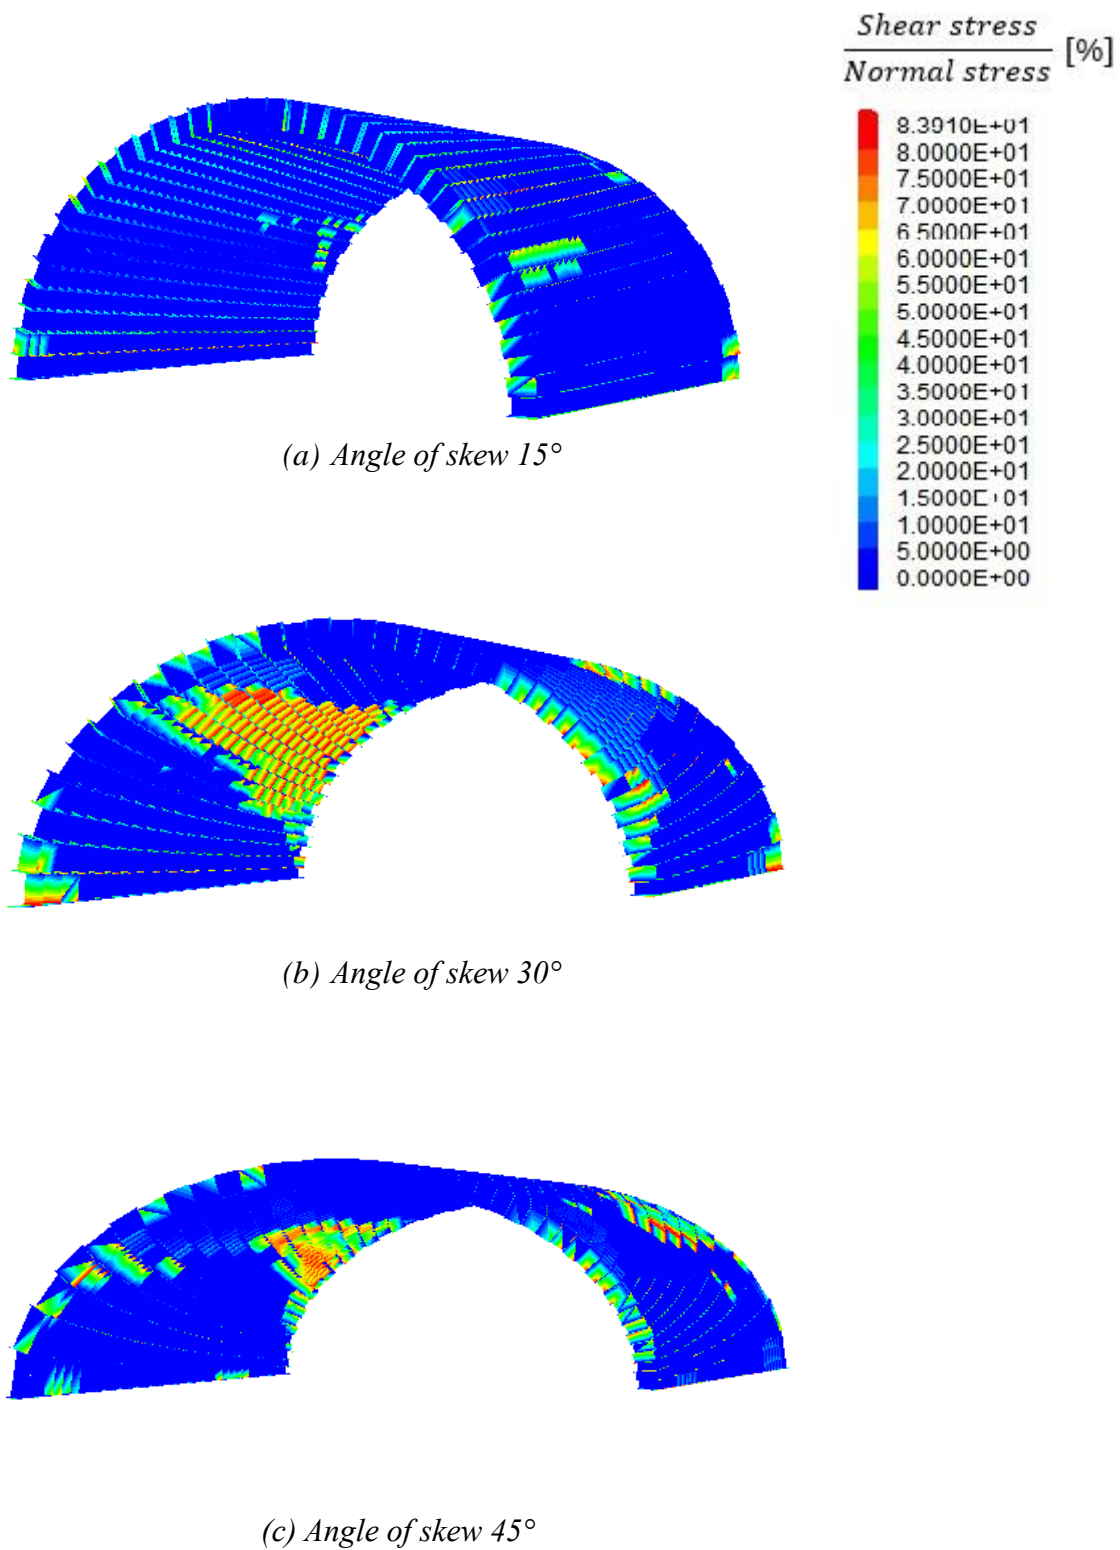 Shear stress
Normal stress
[%]
8.3910E+01
8.0000E+01
7.5000E+01
7.0000E+01
6.5000E+01
6.0000E+01
5.5000E+01
5.0000E+01
4.5000E+01
4.0000E+01
3.5000E+01
3.0000E+01
2.5000E+01
2.0000E+01
1.5000E+01
1.0000E+01
5.0000E+00
0.0000E+00
(a) Angle of skew 15°
(b) Angle of skew 30°
(c) Angle of skew 45°